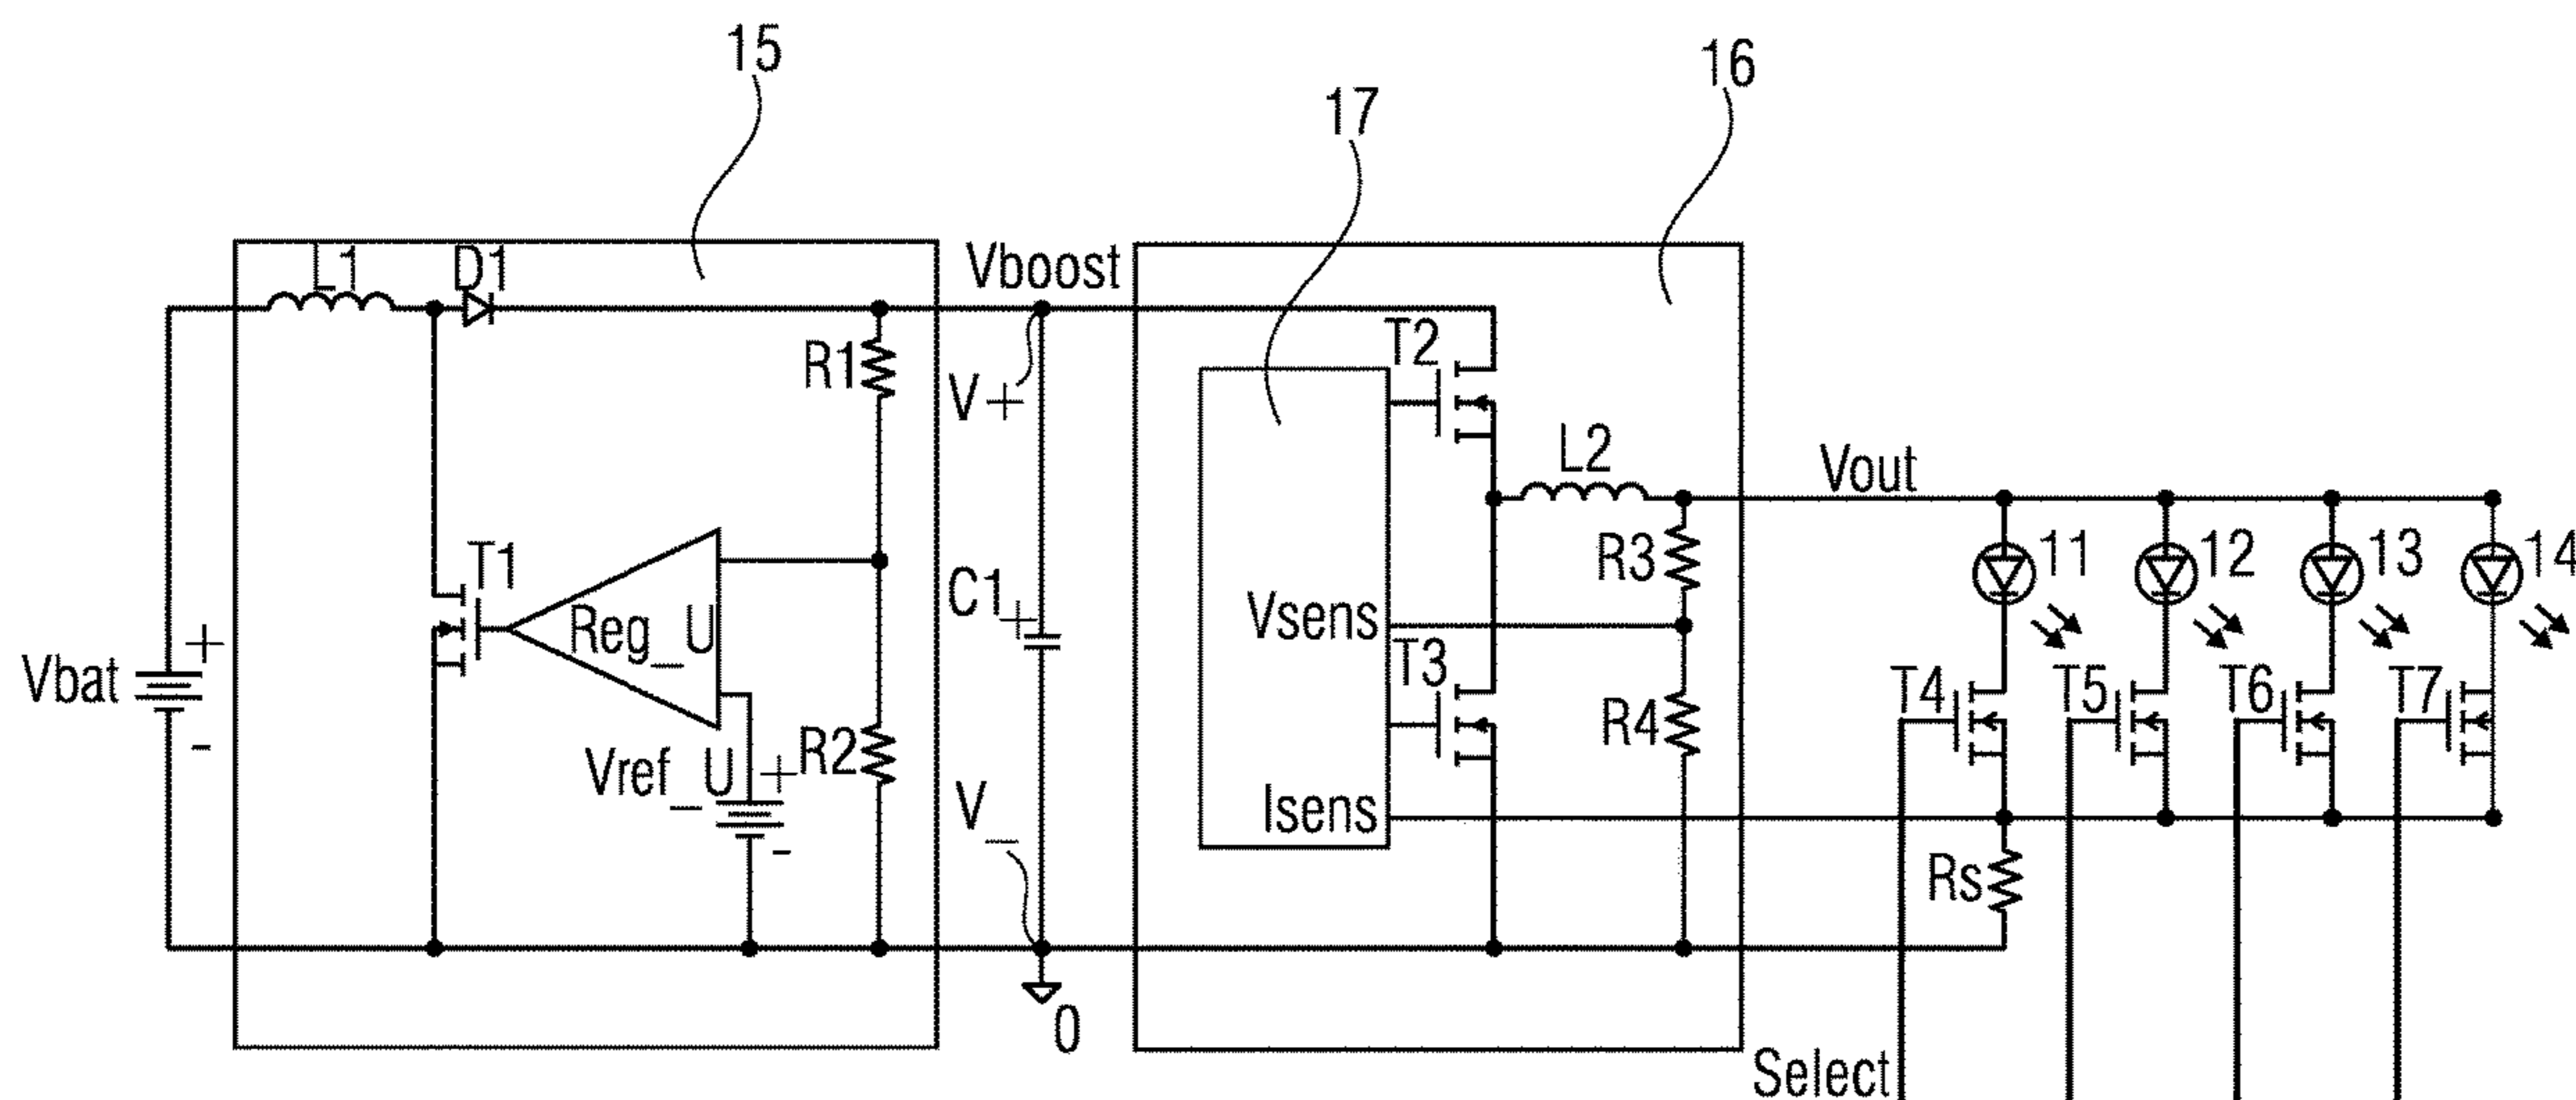 15
16
17
L1
D1
Vboost
R1
V+
T2
L2
Vout
T1
Reg_U
C1
+
Vsens
R3
11
12
13
14
Vbat
+
-
T3
R4
T4
T5
T6
T7
Vref_U
+
-
R2
V_
Isens
Rs
0
Select